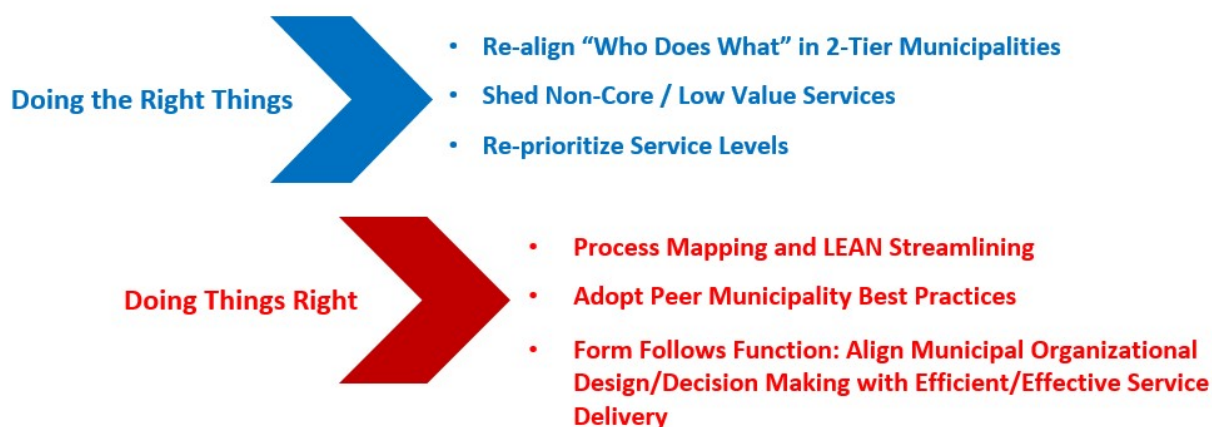 • Re-align “Who Does What” in 2-Tier Municipalities
Doing the Right Things
• Shed Non-Core / Low Value Services
• Re-prioritize Service Levels
• Process Mapping and LEAN Streamlining
Doing Things Right
• Adopt Peer Municipality Best Practices
• Form Follows Function: Align Municipal Organizational
Design/Decision Making with Efficient/Effective Service
Delivery